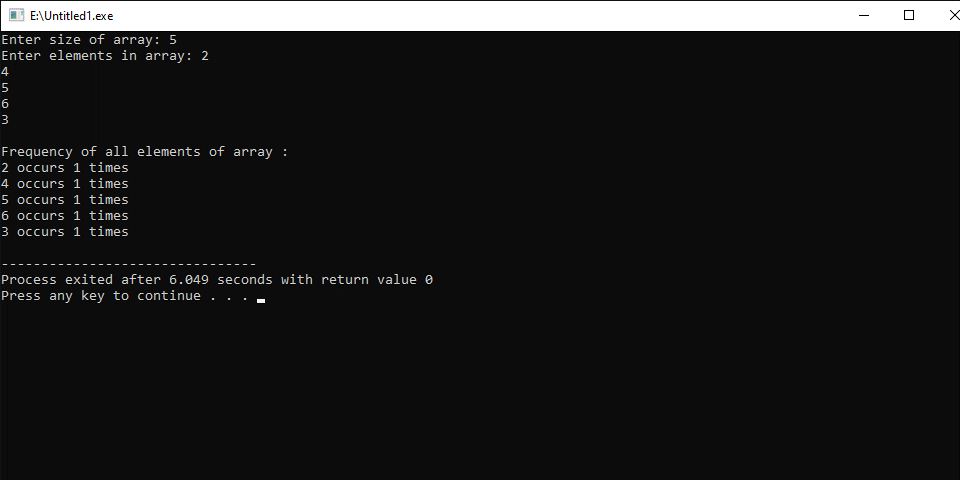 E:\Untitled1.exe
Enter size of array: 5
Enter elements in array: 2
4
5
6
3
Frequency of all elements of array :
2 occurs 1 times
4 occurs 1 times
5 occurs 1 times
6 occurs 1 times
3 occurs 1 times
--------------------------------
Process exited after 6.049 seconds with return value 0
Press any key to continue . . .